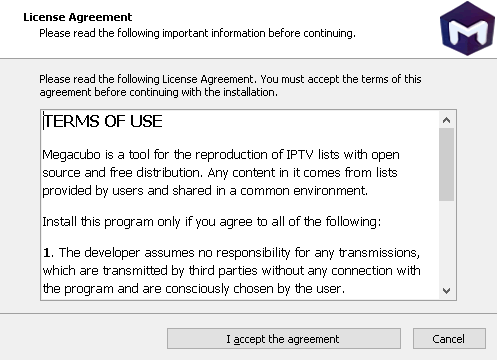 License Agreement
Please read the following important information before continuing.
Please read the following License Agreement. You must accept the terms of this
agreement before continuing with the installation.
TERMS OF USE
Megacubo is a tool for the reproduction of IPTV lists with open
source and free distribution. Any content in it comes from lists
provided by users and shared in a common environment.
Install this program only if you agree to all of the following:
1. The developer assumes no responsibility for any transmissions,
which are transmitted by third parties without any connection with
the program and are consciously chosen by the user.
I accept the agreement
Cancel